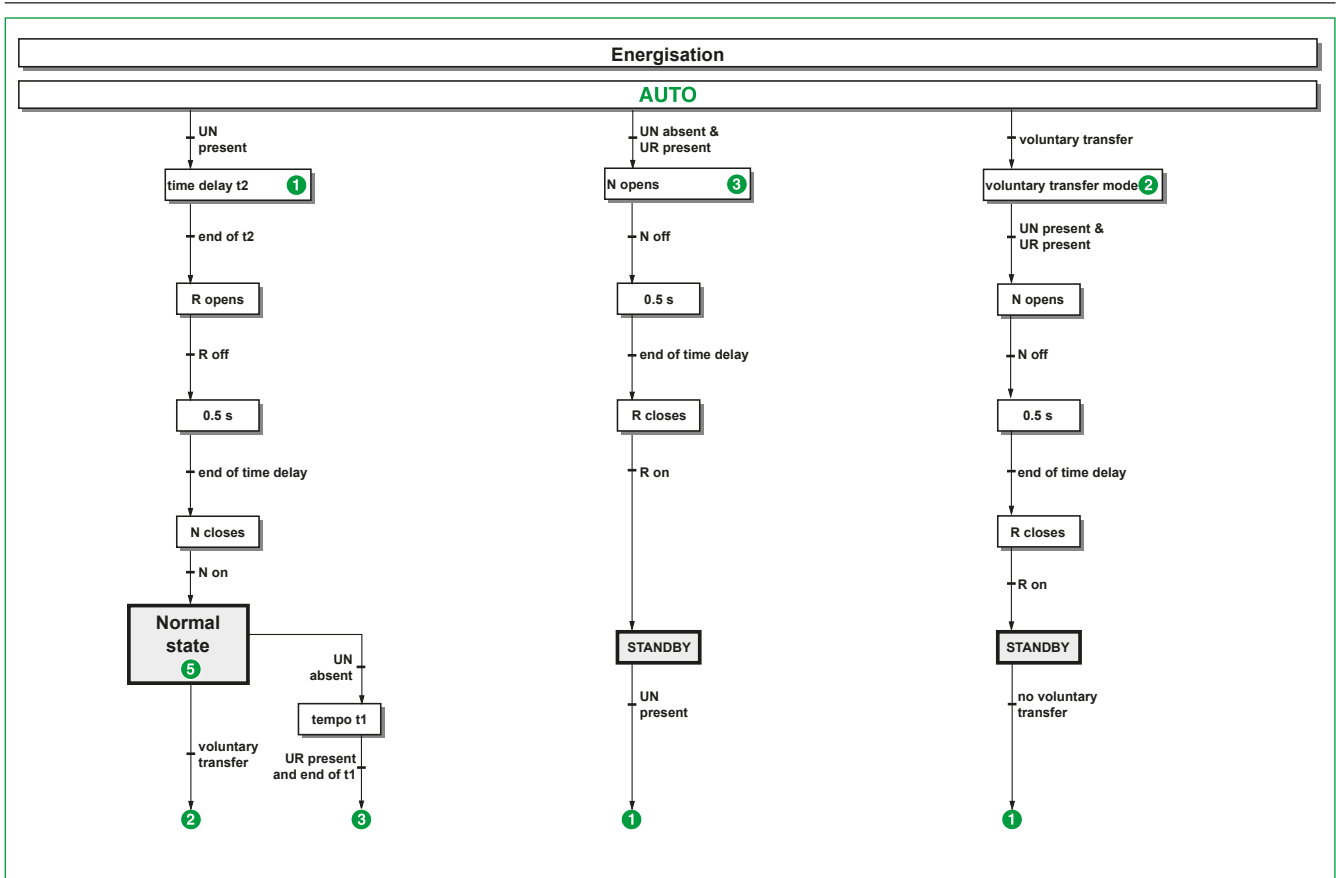 Energisation
AUTO
UN
present
time delay t2 1
end of t2
R opens
R off
0.5 s
end of time delay
N closes
N on
Normal
state
5
UN
absent
tempo t1
voluntary
transfer
UR present
and end of t1
2
3
UN absent &
UR present
N opens 3
N off
0.5 s
end of time delay
R closes
R on
STANDBY
UN
present
1
voluntary transfer
voluntary transfer mode 2
UN present &
UR present
N opens
N off
0.5 s
end of time delay
R closes
R on
STANDBY
no voluntary
transfer
1